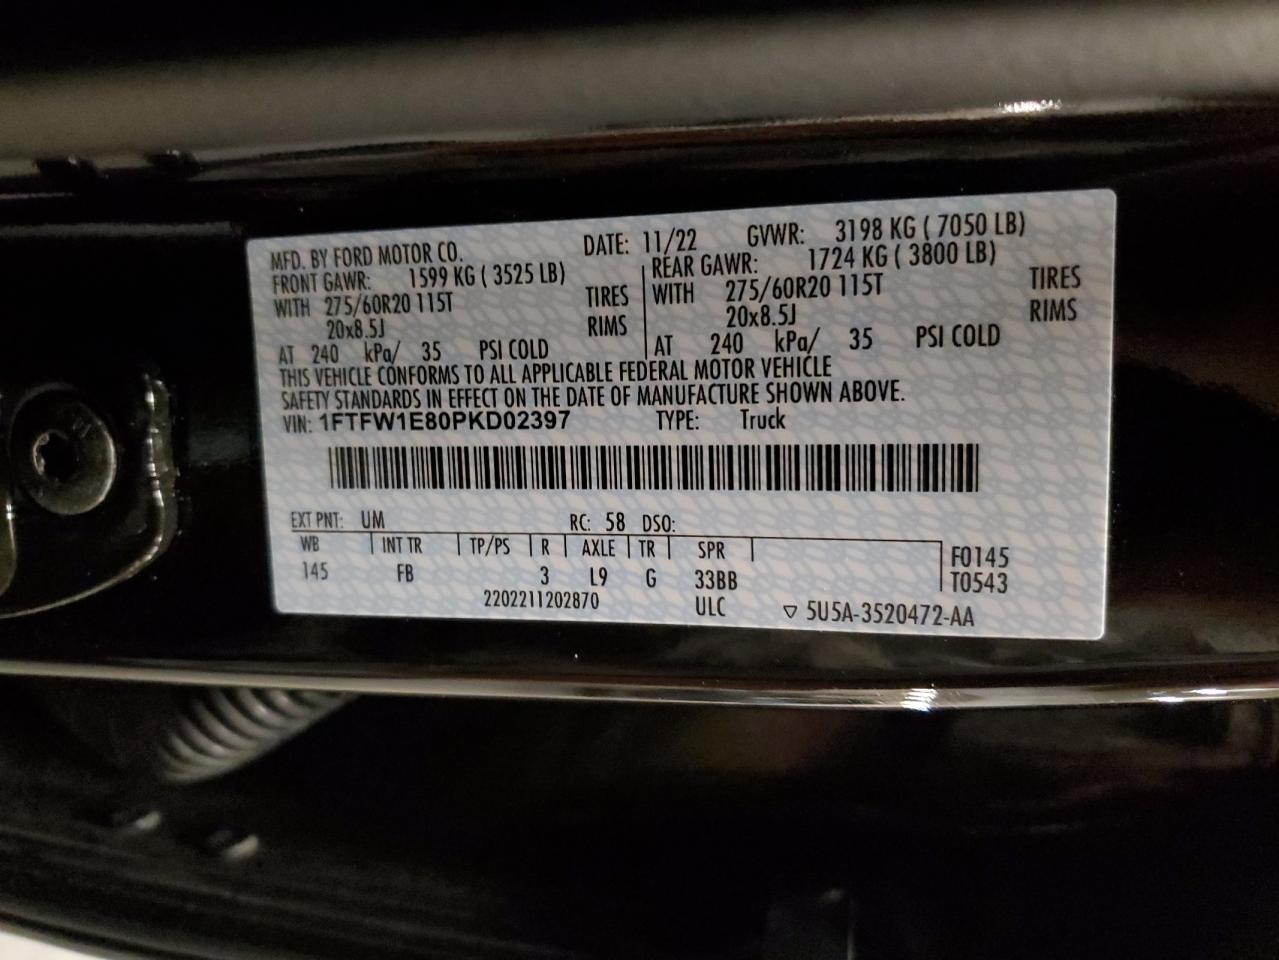 MFD. BY FORD MOTOR CO. DATE: 11/22 GVWR: 3198 KG ( 7050 LB)
FRONT GAWR: 1599 KG ( 3525 LB) REAR GAWR: 1724 KG ( 3800 LB)
WITH 275/60R20 115T TIRES WITH 275/60R20 115T TIRES
20x8.5J RIMS 20x8.5J RIMS
AT 240 kPa/ 35 PSI COLD AT 240 kPa/ 35 PSI COLD
THIS VEHICLE CONFORMS TO ALL APPLICABLE FEDERAL MOTOR VEHICLE
SAFETY STANDARDS IN EFFECT ON THE DATE OF MANUFACTURE SHOWN ABOVE.
VIN: 1FTFW1E80PKD02397 TYPE: Truck
EXT PNT: UM RC: 58 DSO:
WB INT TR TP/PS R AXLE TR SPR F0145
145 FB 3 L9 G 33BB T0543
2202211202870 ULC ▽ 5U5A-3520472-AA